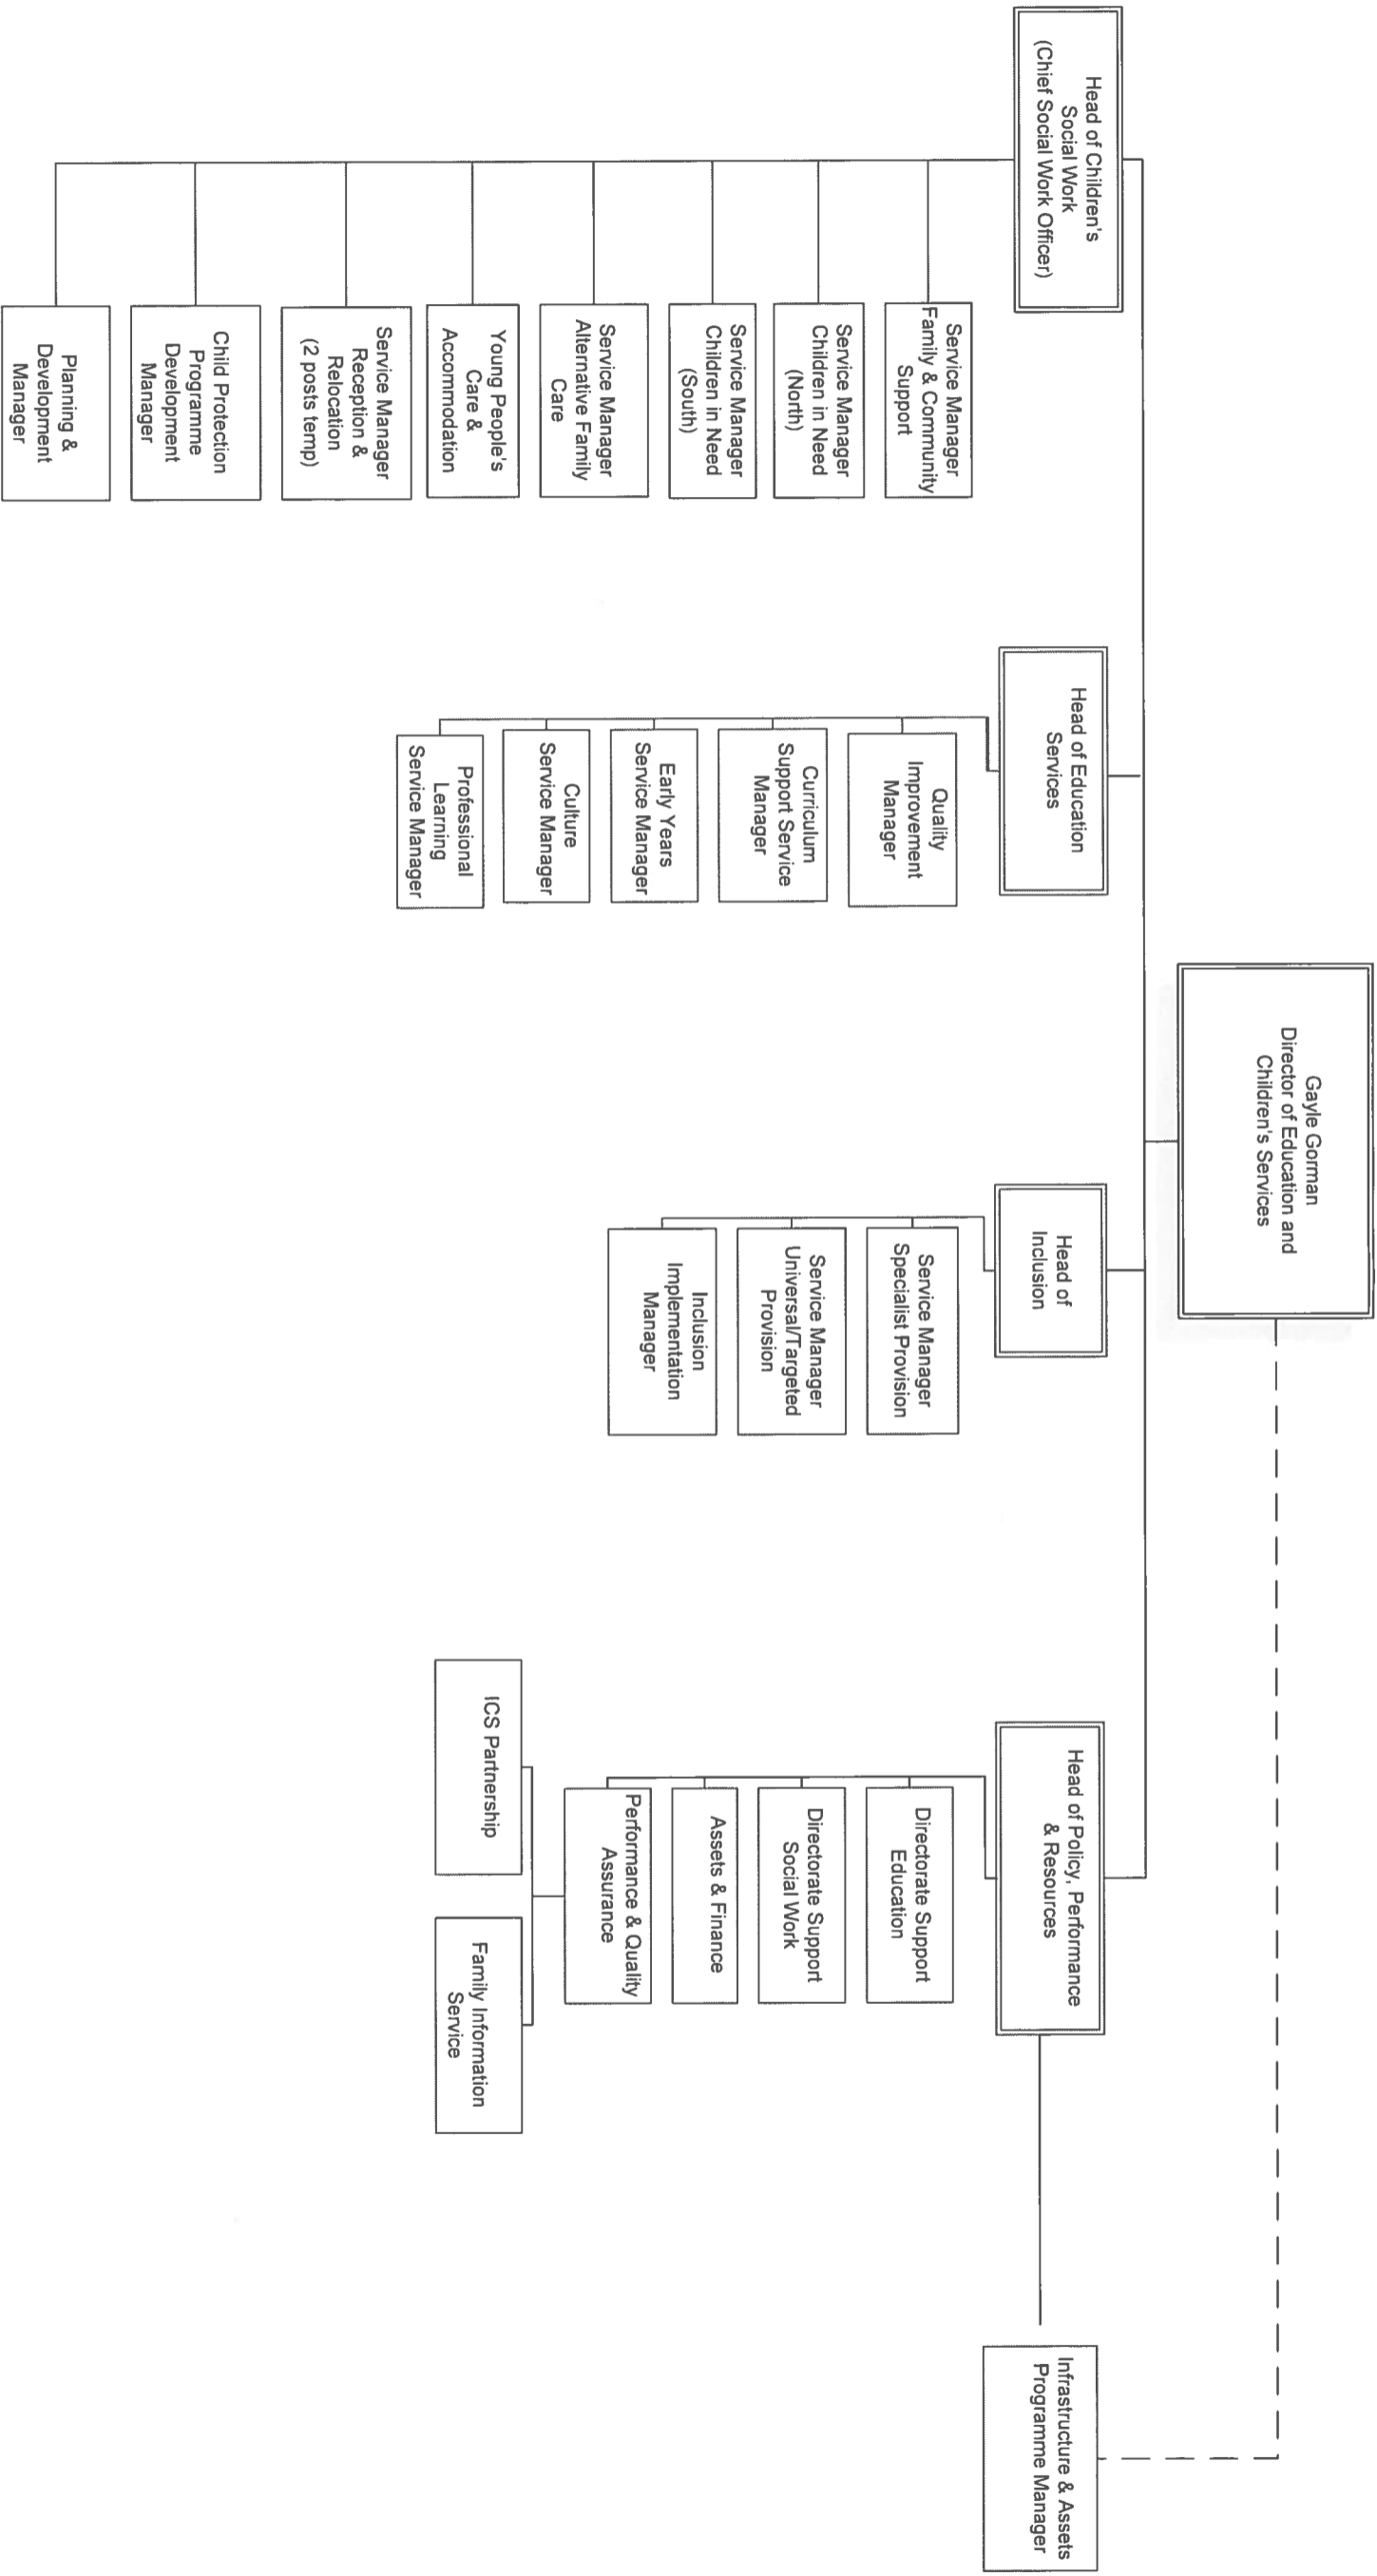 Gayle Gorman
Director of Education and
Children's Services
Head of Children's
Social Work
(Chief Social Work Officer)
Service Manager
Family & Community
Support
Service Manager
Children in Need
(North)
Service Manager
Children in Need
(South)
Service Manager
Alternative Family
Care
Young People's
Care &
Accommodation
Service Manager
Reception &
Relocation
(2 posts temp)
Child Protection
Programme
Development
Manager
Planning &
Development
Manager
Head of Education
Services
Quality
Improvement
Manager
Curriculum
Support Service
Manager
Early Years
Service Manager
Culture
Service Manager
Professional
Learning
Service Manager
Head of
Inclusion
Service Manager
Specialist Provision
Service Manager
Universal/Targeted
Provision
Inclusion
Implementation
Manager
Head of Policy, Performance
& Resources
Directorate Support
Education
Directorate Support
Social Work
Assets & Finance
Performance & Quality
Assurance
ICS Partnership
Family Information
Service
Infrastructure & Assets
Programme Manager